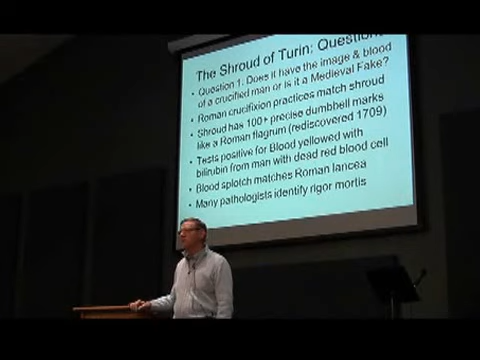 The Shroud of Turin: Question
• Question 1: Does it have the image & blood
of a crucified man or Is it a Medieval Fake?
• Roman crucifixion practices match shroud
• Shroud has 100+ precise dumbbell marks
like a Roman flagrum (rediscovered 1709)
• Tests positive for Blood yellowed with
bilirubin from man with dead red blood cell
• Blood splotch matches Roman lancea
• Many pathologists identify rigor mortis